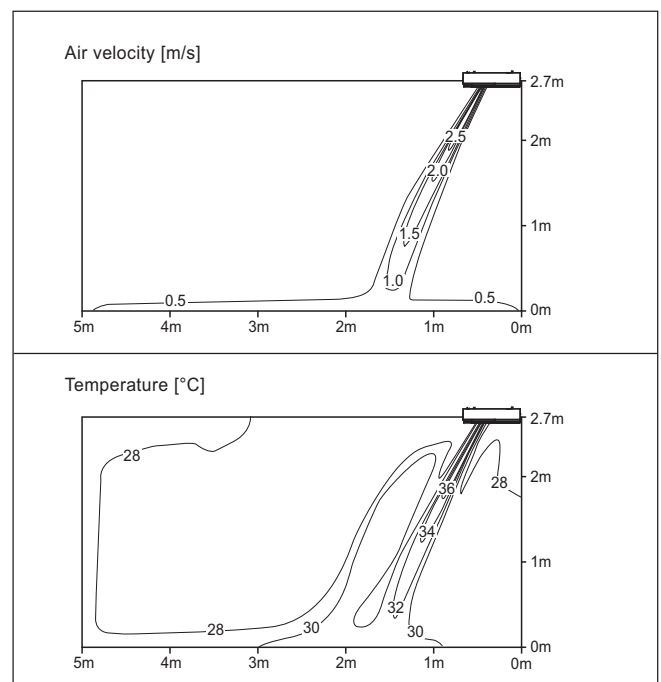 Air velocity [m/s]
2.7m
2.5
2m
2.0
1.5
1m
1.0
0.5
0.5
0m
5m 4m 3m 2m 1m 0m
Temperature [°C]
2.7m
28
2m
36
28
34
1m
32
28
30
30
0m
5m 4m 3m 2m 1m 0m